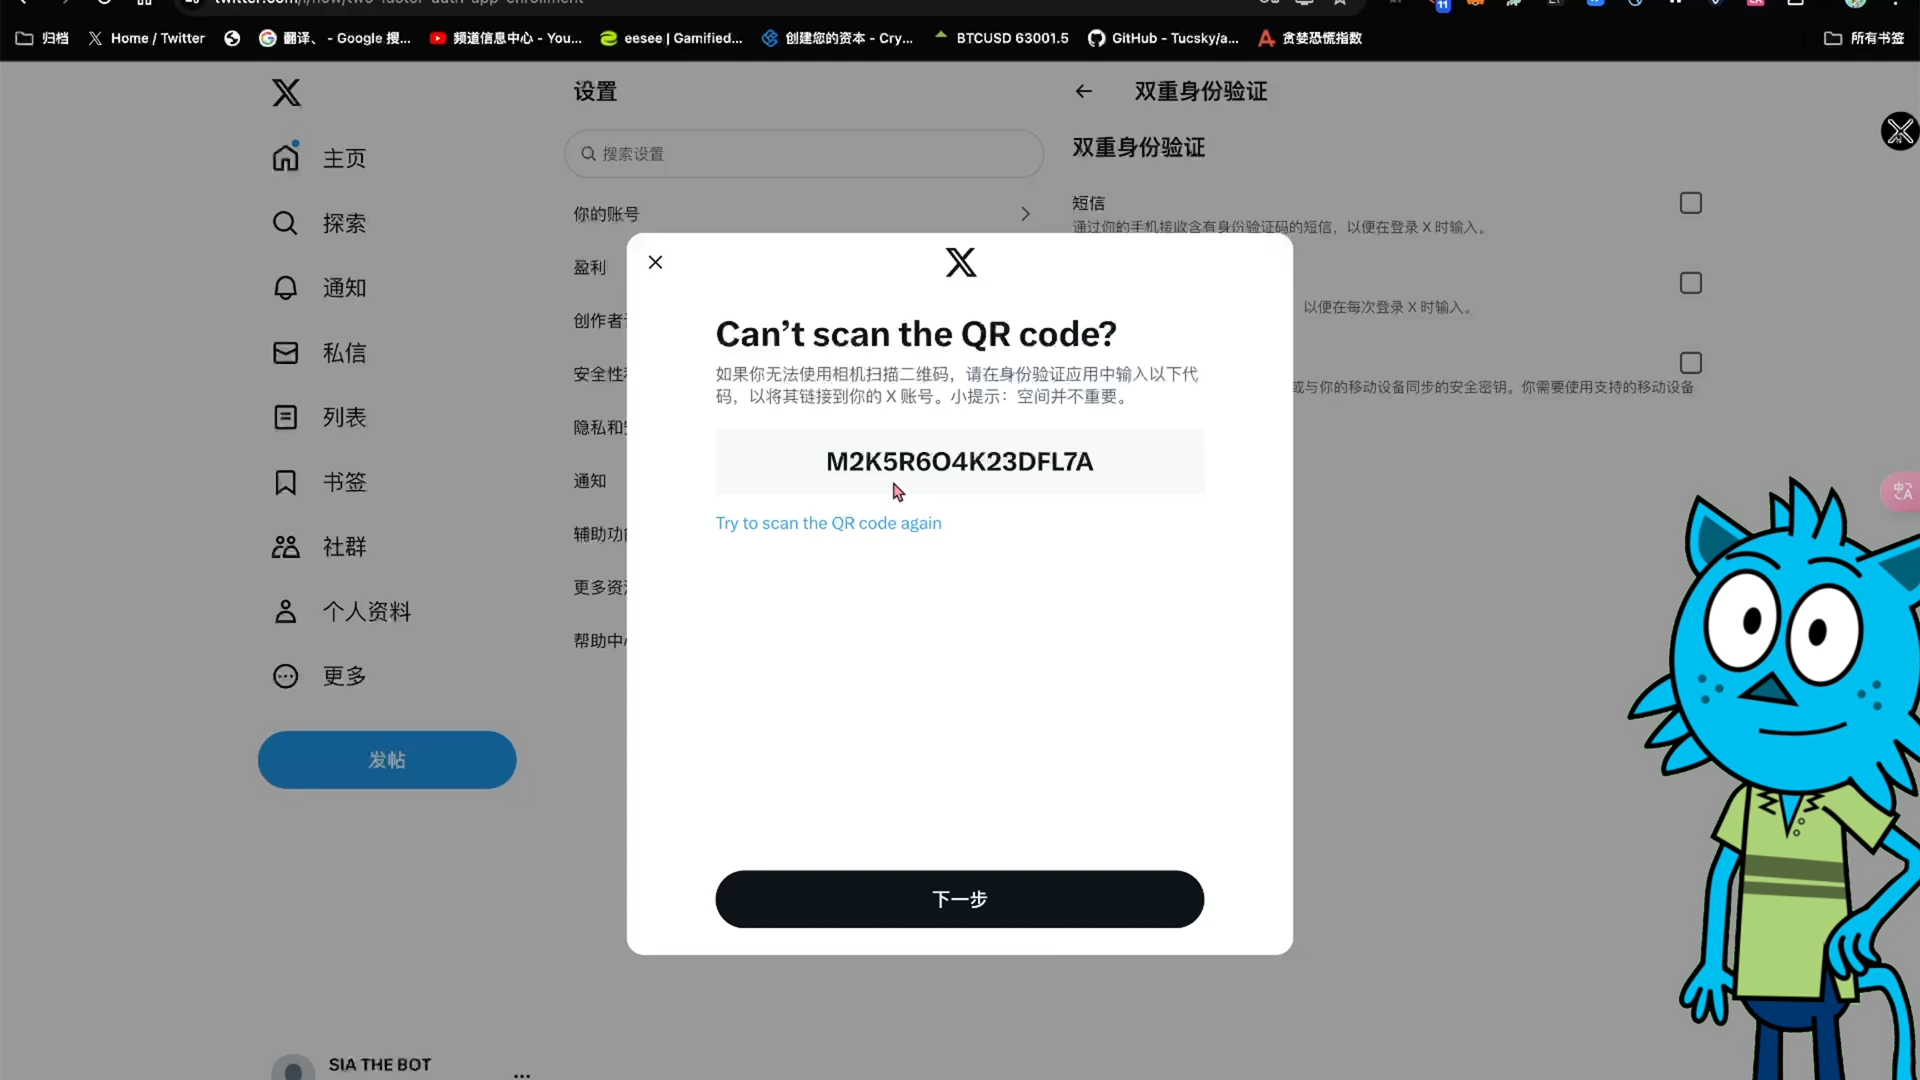 归档
Home / Twitter
翻译、 - Google 搜...
频道信息中心 - You...
eesee | Gamified...
创建您的资本 - Cry...
BTCUSD 63001.5
GitHub - Tucsky/a...
贪婪恐慌指数
所有书签
设置
双重身份验证
搜索设置
双重身份验证
主页
探索
通知
私信
列表
书签
社群
个人资料
更多
发帖
SIA THE BOT
你的账号
盈利
创作者
安全性
隐私和
通知
辅助功
更多资
帮助中
短信
通过你的手机接收含有身份验证码的短信，以便在登录 X 时输入。
以便在每次登录 X 时输入。
或与你的移动设备同步的安全密钥。你需要使用支持的移动设备
Can’t scan the QR code?
如果你无法使用相机扫描二维码，请在身份验证应用中输入以下代
码，以将其链接到你的 X 账号。小提示：空间并不重要。
M2K5R6O4K23DFL7A
Try to scan the QR code again
下一步